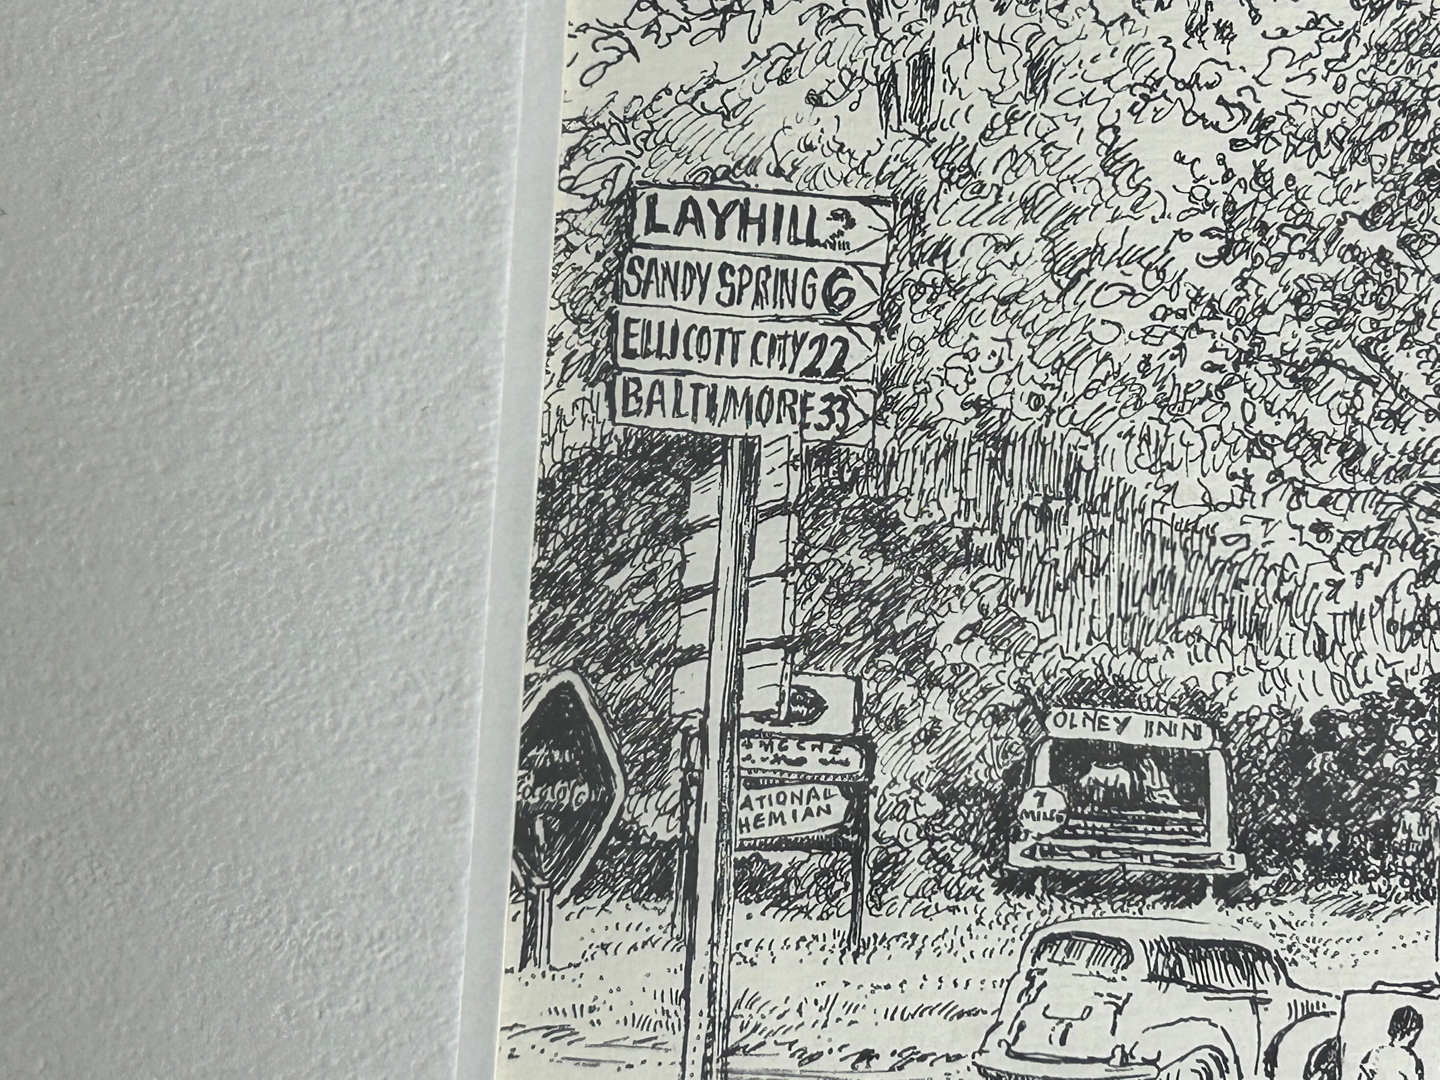 LAYHILL 2
SANDY SPRING 6
ELLICOTT CITY 22
BALTIMORE 33
OLNEY INN
7
MILES
ATIONAL
HEMIAN